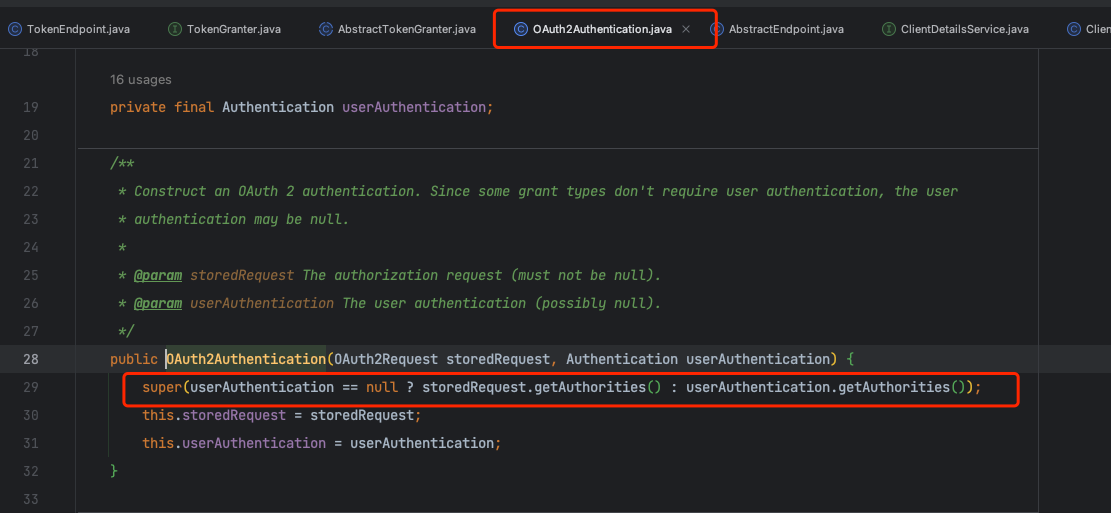 TokenEndpoint.java TokenGranter.java AbstractTokenGranter.java OAuth2Authentication.java × AbstractEndpoint.java ClientDetailsService.java Clien
18
16 usages
19 private final Authentication userAuthentication;
20
21 /**
22 * Construct an OAuth 2 authentication. Since some grant types don't require user authentication, the user
23 * authentication may be null.
24 *
25 * @param storedRequest The authorization request (must not be null).
26 * @param userAuthentication The user authentication (possibly null).
27 */
28 public OAuth2Authentication(OAuth2Request storedRequest, Authentication userAuthentication) {
29 super(userAuthentication == null ? storedRequest.getAuthorities() : userAuthentication.getAuthorities());
30 this.storedRequest = storedRequest;
31 this.userAuthentication = userAuthentication;
32 }
33